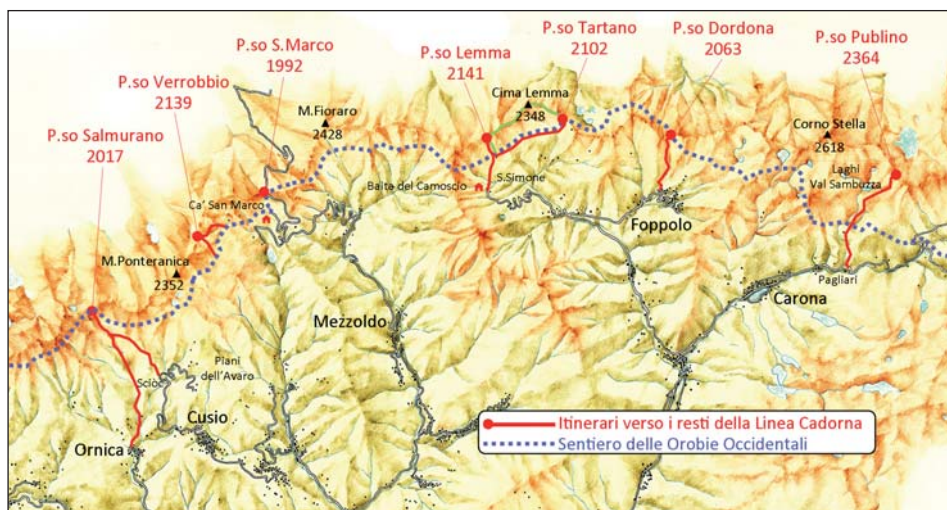 P.so S.Marco
1992
P.so Lemma
2141
P.so Tartano
2102
P.so Dordona
2063
P.so Publino
2364
P.so Verrobbio
2139
Cima Lemma
2348
M.Fioraro
2428
P.so Salmurano
2017
Corno Stella
2618
Laghi
Val Sambuzza
Baita del Camoscio
S.Simone
Ca' San Marco
Foppolo
M.Ponteranica
2352
Pagliari
Carona
Mezzoldo
Piani
dell'Avaro
Scioc
Cusio
Ornica
Itinerari verso i resti della Linea Cadorna
Sentiero delle Orobie Occidentali